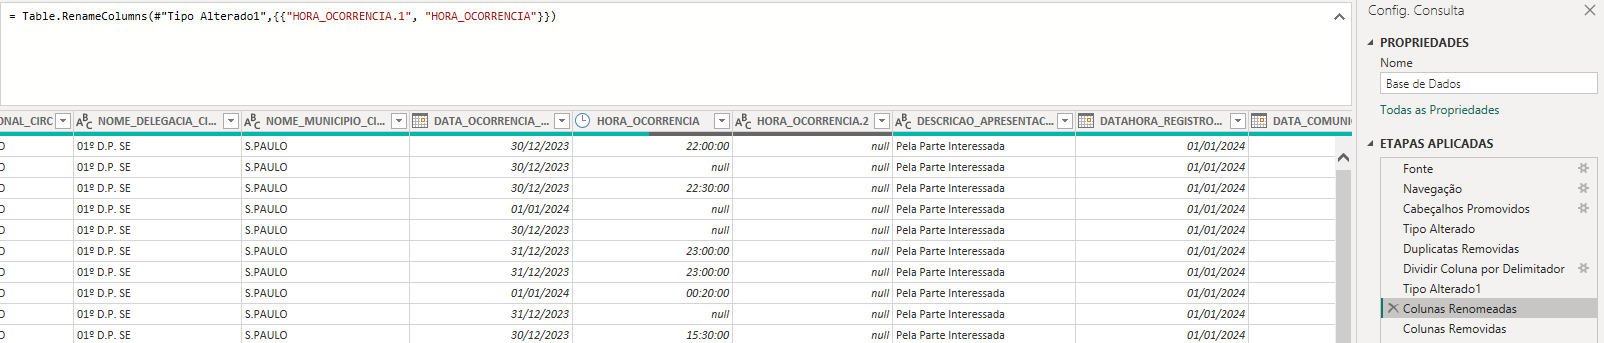 = Table.RenameColumns(#"Tipo Alterado1",{{"HORA_OCORRENCIA.1", "HORA_OCORRENCIA"}})
ONAL_CIRC NOME_DELEGACIA_CI... NOME_MUNICIPIO_CI... DATA_OCORRENCIA_... HORA_OCORRENCIA HORA_OCORRENCIA.2 DESCRICAO_APRESENTAC... DATAHORA_REGISTRO... DATA_COMUNI
O 01º D.P. SE S.PAULO 30/12/2023 22:00:00 null Pela Parte Interessada 01/01/2024
O 01º D.P. SE S.PAULO 30/12/2023 null null Pela Parte Interessada 01/01/2024
O 01º D.P. SE S.PAULO 30/12/2023 22:30:00 null Pela Parte Interessada 01/01/2024
O 01º D.P. SE S.PAULO 01/01/2024 null null Pela Parte Interessada 01/01/2024
O 01º D.P. SE S.PAULO 30/12/2023 null null Pela Parte Interessada 01/01/2024
O 01º D.P. SE S.PAULO 31/12/2023 23:00:00 null Pela Parte Interessada 01/01/2024
O 01º D.P. SE S.PAULO 31/12/2023 23:00:00 null Pela Parte Interessada 01/01/2024
O 01º D.P. SE S.PAULO 01/01/2024 00:20:00 null Pela Parte Interessada 01/01/2024
O 01º D.P. SE S.PAULO 31/12/2023 null null Pela Parte Interessada 01/01/2024
O 01º D.P. SE S.PAULO 30/12/2023 15:30:00 null Pela Parte Interessada 01/01/2024
Config. Consulta
PROPRIEDADES
Nome
Base de Dados
Todas as Propriedades
ETAPAS APLICADAS
Fonte
Navegação
Cabeçalhos Promovidos
Tipo Alterado
Duplicatas Removidas
Dividir Coluna por Delimitador
Tipo Alterado1
Colunas Renomeadas
Colunas Removidas